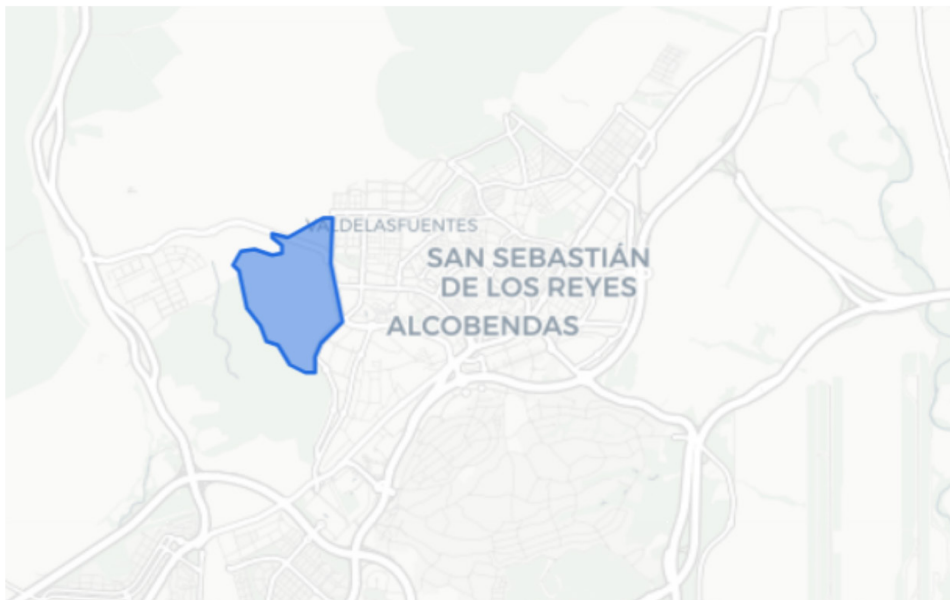 VALDELASFUENTES
SAN SEBASTIÁN
DE LOS REYES
ALCOBENDAS